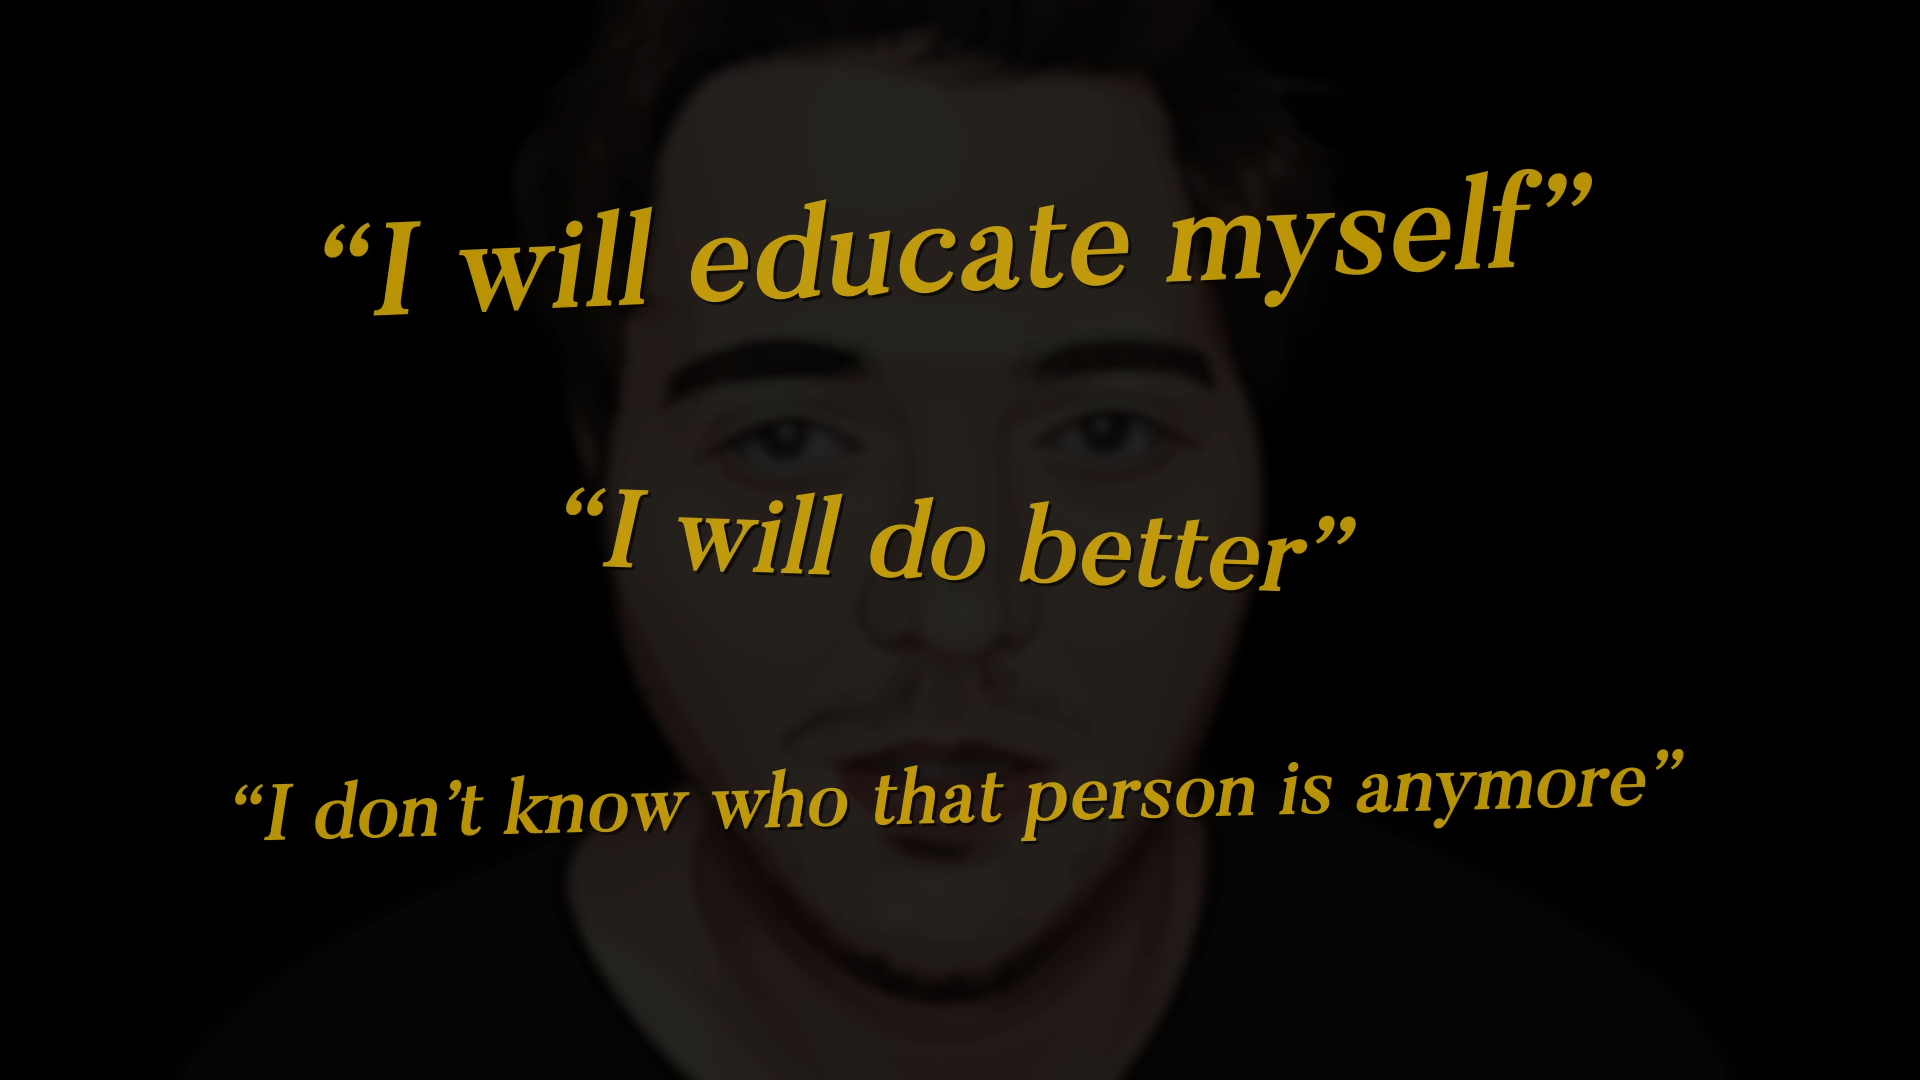 “I will educate myself”
“I will do better”
“I don’t know who that person is anymore”